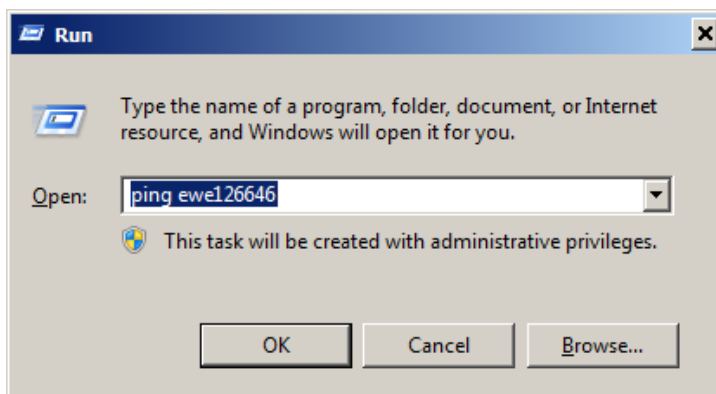 Run
Type the name of a program, folder, document, or Internet
resource, and Windows will open it for you.
Open: ping ewe126646
This task will be created with administrative privileges.
OK Cancel Browse...